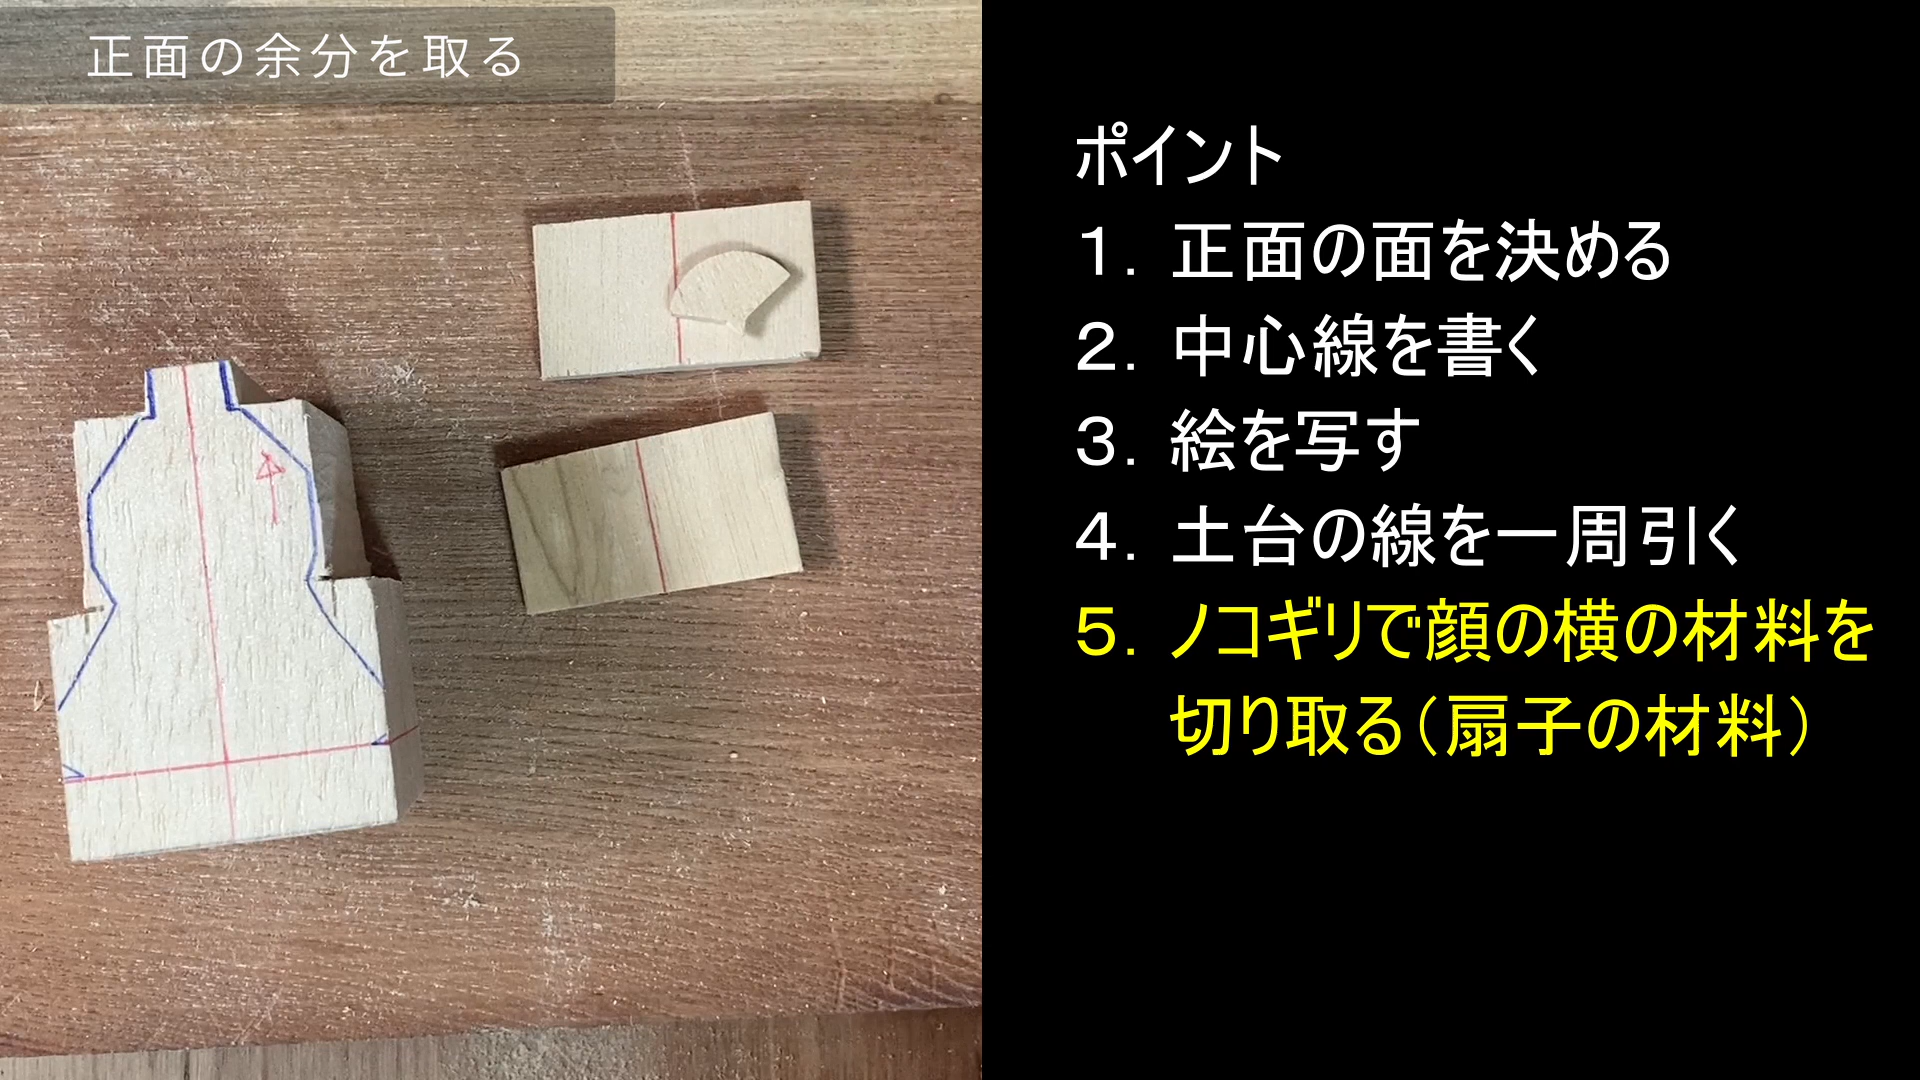 正面の余分を取る
ポイント
１．正面の面を決める
２．中心線を書く
３．絵を写す
４．土台の線を一周引く
５．ノコギリで顔の横の材料を
切り取る（扇子の材料）